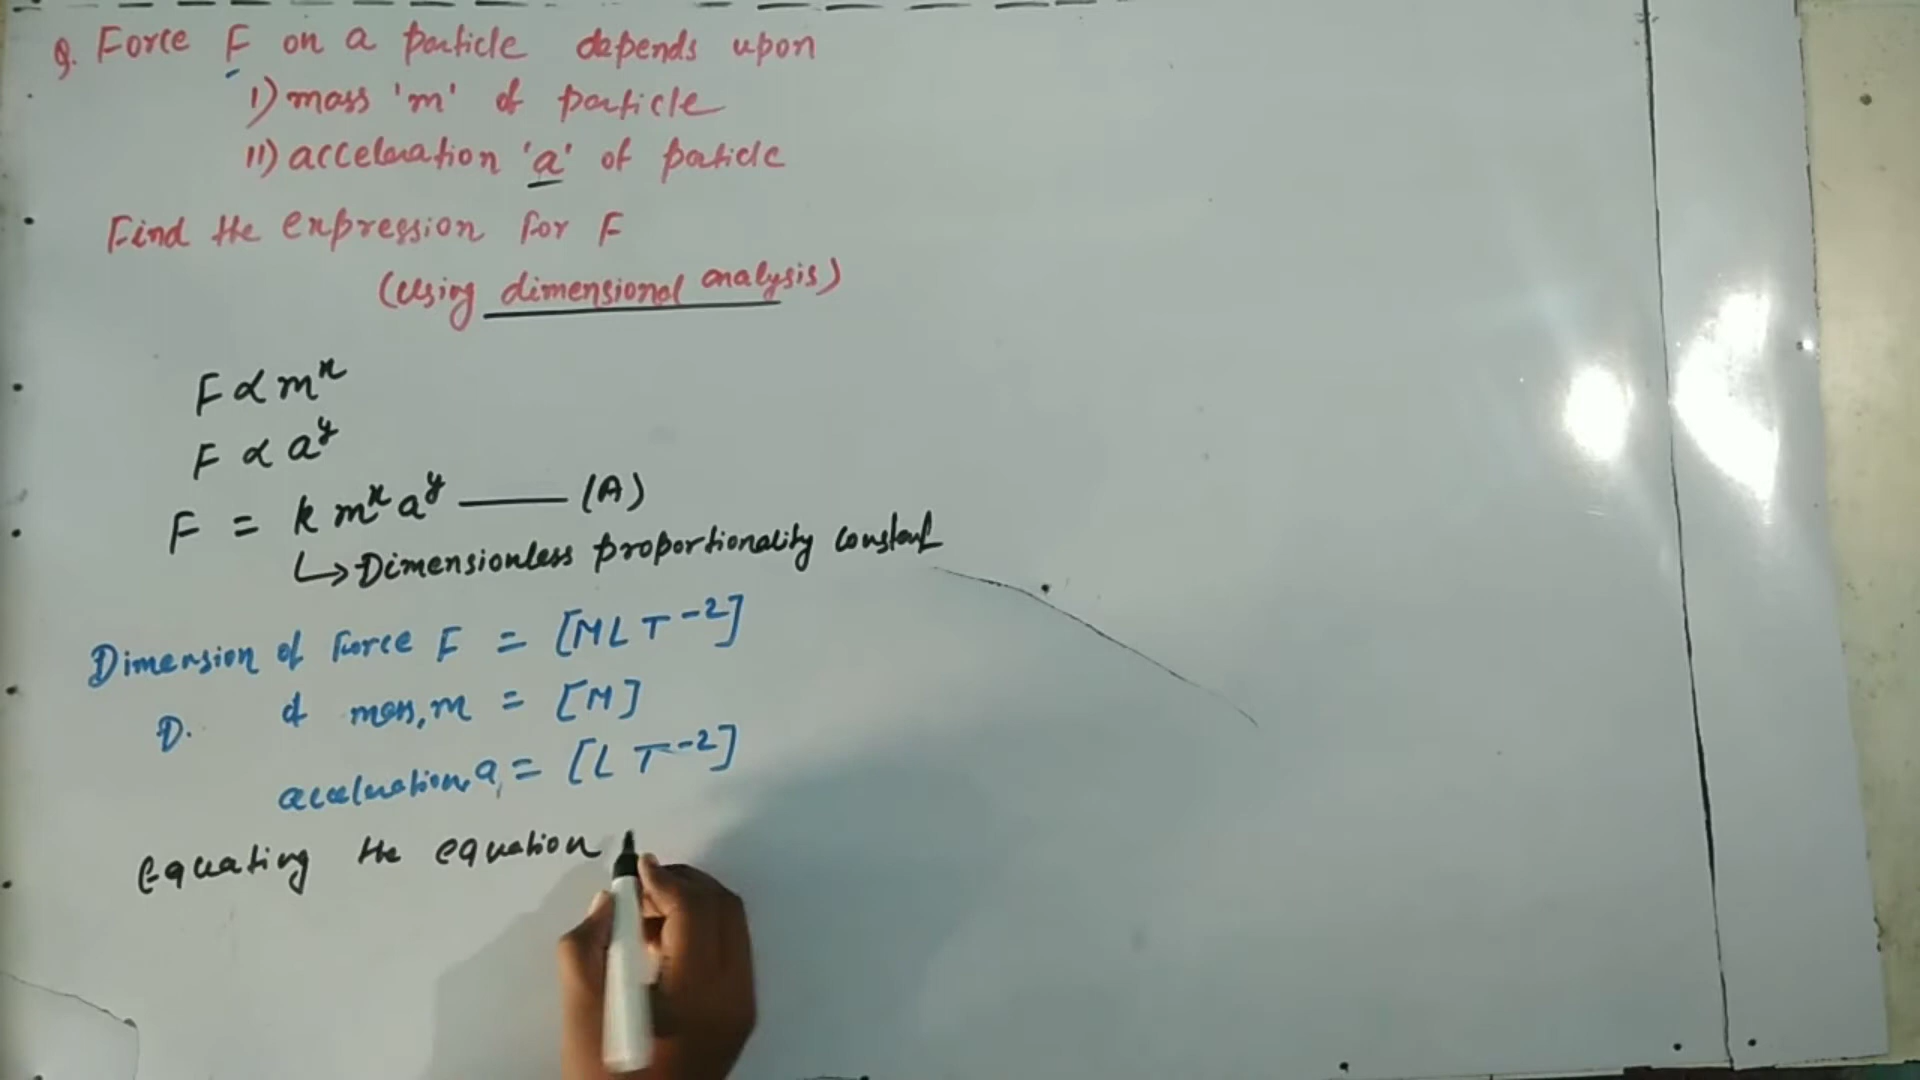 Q. Force F on a particle depends upon
I) mass 'm' of particle
II) acceleration 'a' of particle
Find the expression for F
(using dimensional analysis)
F ∝ m^x
F ∝ a^y
F = k m^x a^y —— (A)
↳ Dimensionless proportionality constant
Dimension of Force F = [MLT^-2]
D. of mass, m = [M]
acceleration, a = [LT^-2]
Equating the equation